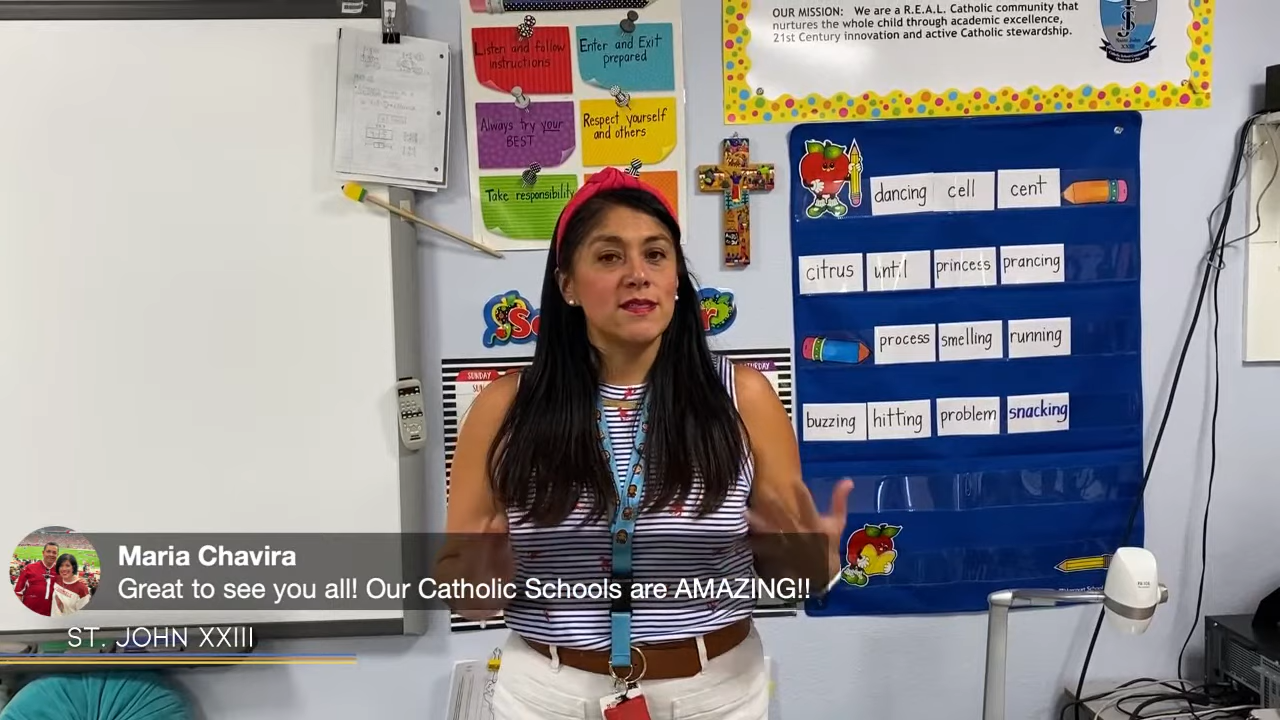 OUR MISSION: We are a R.E.A.L. Catholic community that
nurtures the whole child through academic excellence,
21st Century innovation and active Catholic stewardship.
Listen and follow
instructions
Enter and Exit
prepared
Always try your
BEST
Respect yourself
and others
Take responsibility
dancing cell cent
citrus until princess prancing
process smelling running
buzzing hitting problem snacking
SUNDAY
Maria Chavira
Great to see you all! Our Catholic Schools are AMAZING!!
ST. JOHN XXIII